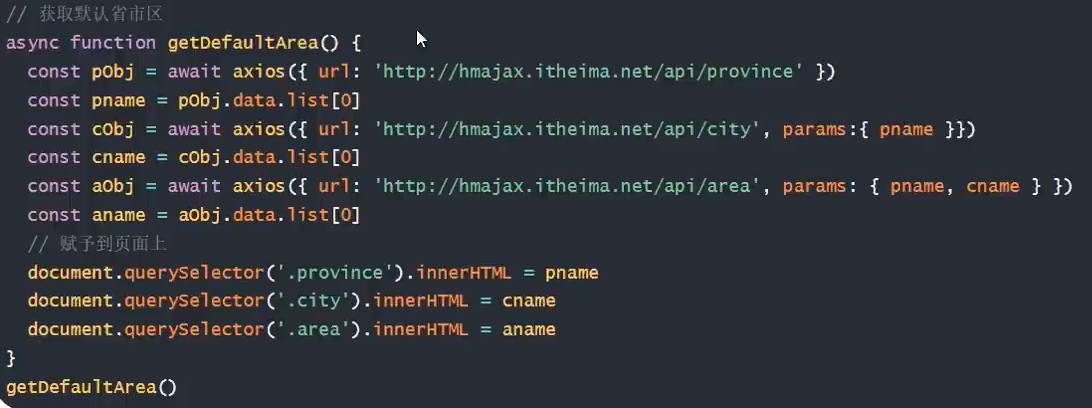 // 获取默认省市区
async function getDefaultArea() {
  const pObj = await axios({ url: 'http://hmajax.itheima.net/api/province' })
  const pname = pObj.data.list[0]
  const cObj = await axios({ url: 'http://hmajax.itheima.net/api/city', params:{ pname }})
  const cname = cObj.data.list[0]
  const aObj = await axios({ url: 'http://hmajax.itheima.net/api/area', params: { pname, cname } })
  const aname = aObj.data.list[0]
  // 赋予到页面上
  document.querySelector('.province').innerHTML = pname
  document.querySelector('.city').innerHTML = cname
  document.querySelector('.area').innerHTML = aname
}
getDefaultArea()